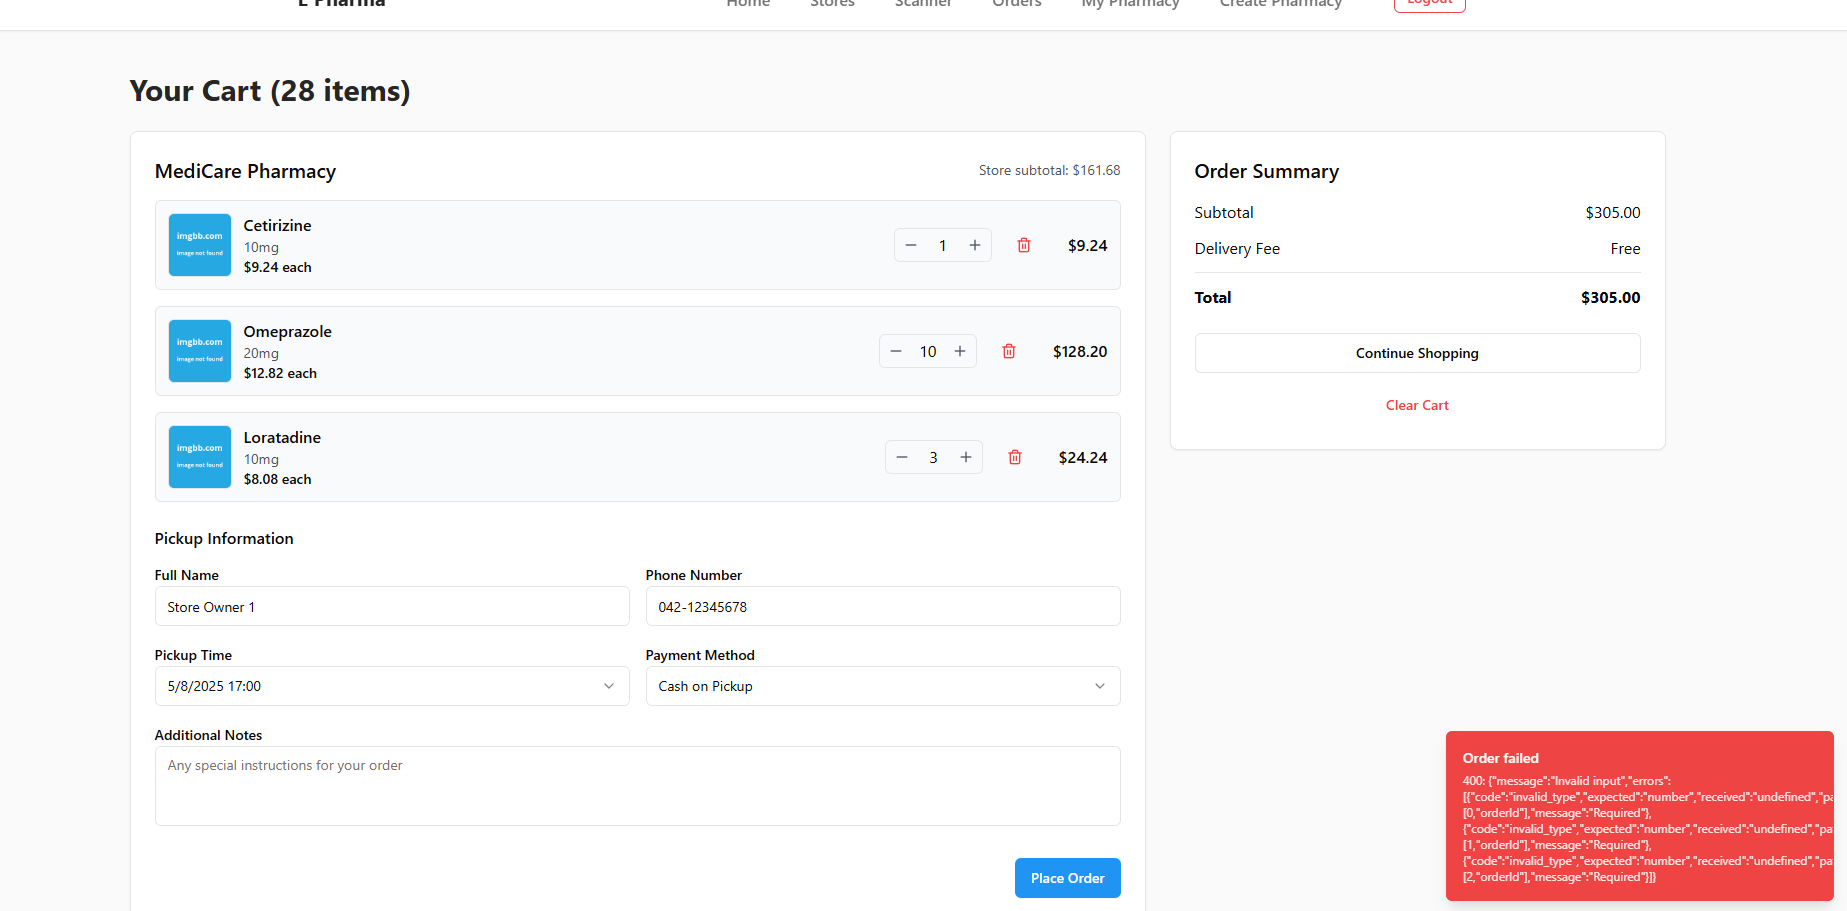 E Pharma
Home Stores Scanner Orders My Pharmacy Create Pharmacy Logout
Your Cart (28 items)
MediCare Pharmacy
Store subtotal: $161.68
imgbb.com
image not found
Cetirizine
10mg
$9.24 each
1
$9.24
imgbb.com
image not found
Omeprazole
20mg
$12.82 each
10
$128.20
imgbb.com
image not found
Loratadine
10mg
$8.08 each
3
$24.24
Pickup Information
Full Name
Store Owner 1
Phone Number
042-12345678
Pickup Time
5/8/2025 17:00
Payment Method
Cash on Pickup
Additional Notes
Any special instructions for your order
Place Order
Order Summary
Subtotal $305.00
Delivery Fee Free
Total $305.00
Continue Shopping
Clear Cart
Order failed
400: {"message":"Invalid input","errors":
[{"code":"invalid_type","expected":"number","received":"undefined","pa
[0,"orderId"],"message":"Required"},
{"code":"invalid_type","expected":"number","received":"undefined","pa
[1,"orderId"],"message":"Required"},
{"code":"invalid_type","expected":"number","received":"undefined","pa
[2,"orderId"],"message":"Required"}]}